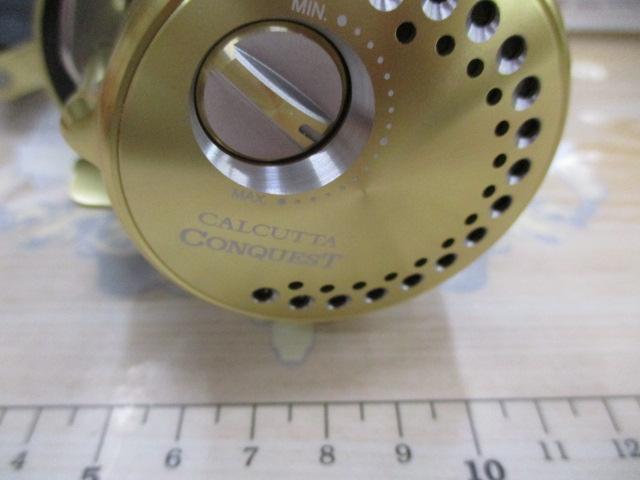 MIN.
MAX.
CALCUTTA
CONQUEST
4 5 6 7 8 9 10 11 12